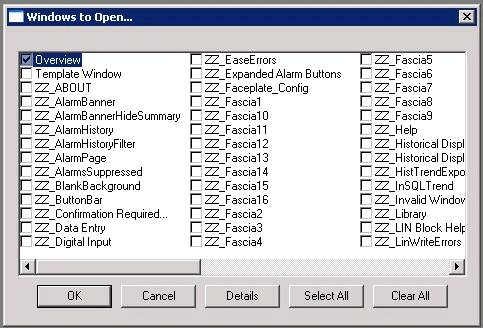 Windows to Open...
Overview
Template Window
ZZ_ABOUT
ZZ_AlarmBanner
ZZ_AlarmBannerHideSummary
ZZ_AlarmHistory
ZZ_AlarmHistoryFilter
ZZ_AlarmPage
ZZ_AlarmsSuppressed
ZZ_BlankBackground
ZZ_ButtonBar
ZZ_Confirmation Required...
ZZ_Data Entry
ZZ_Digital Input
ZZ_EaseErrors
ZZ_Expanded Alarm Buttons
ZZ_Faceplate_Config
ZZ_Fascia1
ZZ_Fascia10
ZZ_Fascia11
ZZ_Fascia12
ZZ_Fascia13
ZZ_Fascia14
ZZ_Fascia15
ZZ_Fascia16
ZZ_Fascia2
ZZ_Fascia3
ZZ_Fascia4
ZZ_Fascia5
ZZ_Fascia6
ZZ_Fascia7
ZZ_Fascia8
ZZ_Fascia9
ZZ_Help
ZZ_Historical Displ
ZZ_Historical Displ
ZZ_HistTrendExpo
ZZ_InSQLTrend
ZZ_Invalid Window
ZZ_Library
ZZ_LIN Block Help
ZZ_LinWriteErrors
OK Cancel Details Select All Clear All